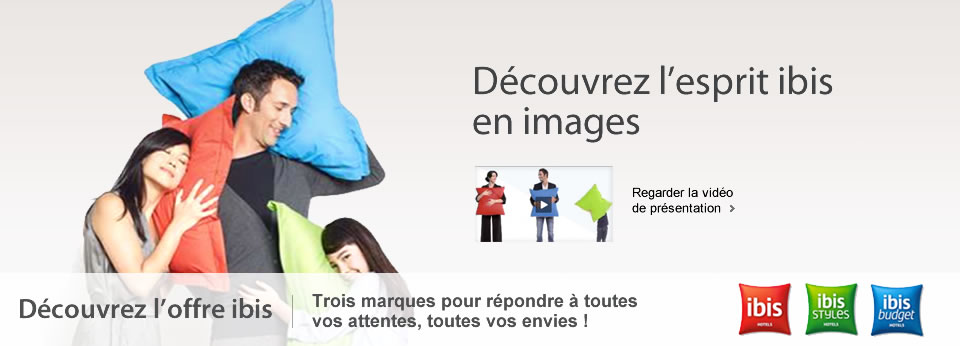 Découvrez l’esprit ibis
en images
Regarder la vidéo
de présentation >
Découvrez l’offre ibis
Trois marques pour répondre à toutes
vos attentes, toutes vos envies !
ibis
HOTELS
ibis
STYLES
HOTELS
ibis
budget
HOTELS